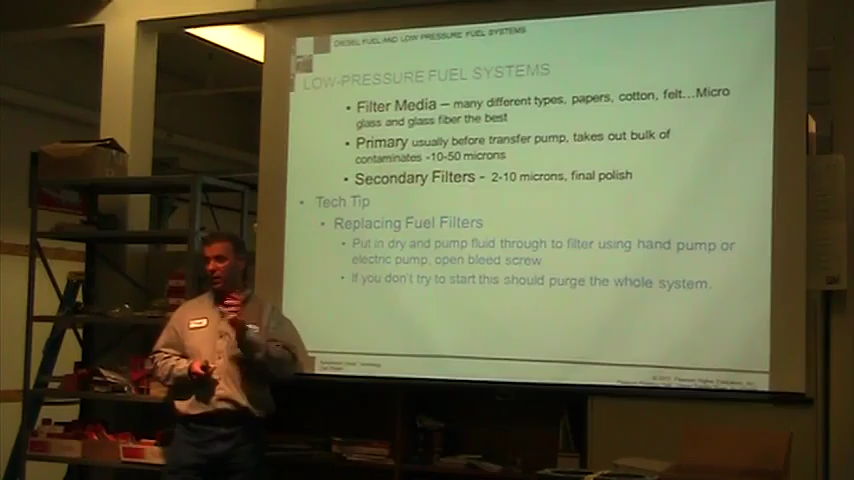 DIESEL FUEL AND LOW PRESSURE FUEL SYSTEMS
LOW-PRESSURE FUEL SYSTEMS
• Filter Media – many different types, papers, cotton, felt…Micro
glass and glass fiber the best
• Primary usually before transfer pump, takes out bulk of
contaminates -10-50 microns
• Secondary Filters - 2-10 microns, final polish
• Tech Tip
• Replacing Fuel Filters
• Put in dry and pump fluid through to filter using hand pump or
electric pump, open bleed screw
• If you don't try to start this should purge the whole system.